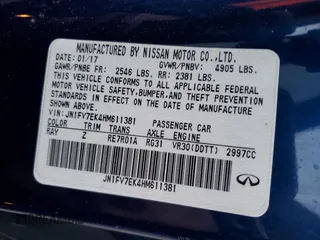 MANUFACTURED BY NISSAN MOTOR CO.,LTD.
DATE: 01/17 GVWR/PNBV: 4905 LBS.
GAWR/PNBE FR: 2546 LBS. RR: 2381 LBS.
THIS VEHICLE CONFORMS TO ALL APPLICABLE
FEDERAL MOTOR VEHICLE SAFETY,
BUMPER, AND THEFT PREVENTION STANDARDS
IN EFFECT ON THE DATE OF MANUFACTURE
SHOWN ABOVE.
VIN: JN1FV7EK4HM611381 PASSENGER CAR
COLOR TRIM TRANS AXLE ENGINE
RAY Z RE7R01A RG31 VR30(DDTT) 2997CC
JN1FV7EK4HM611381
INFINITI